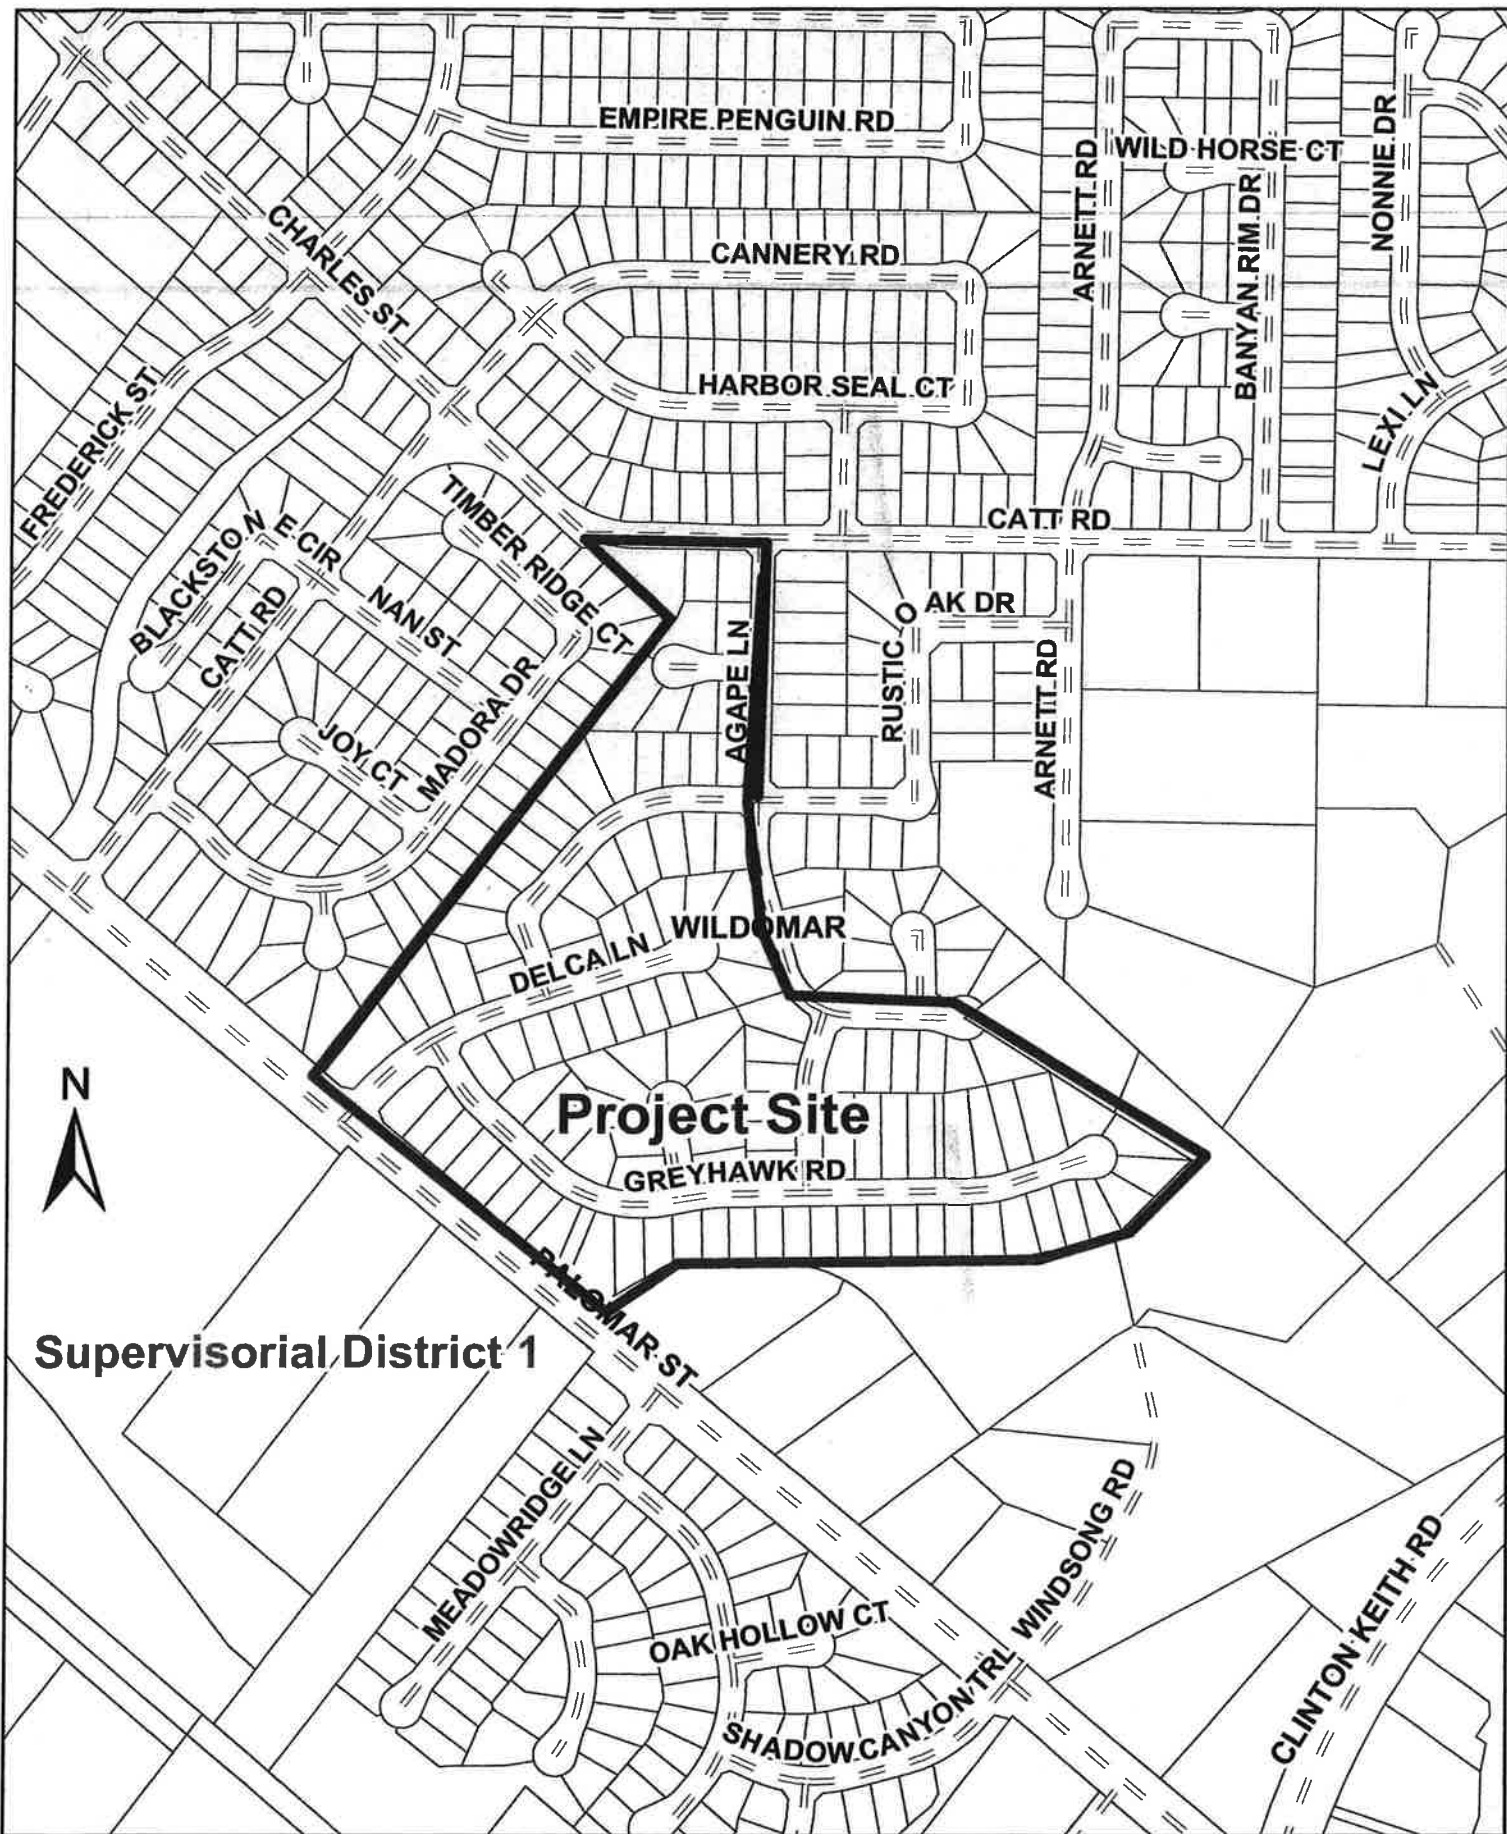 EMPIRE PENGUIN RD
WILD HORSE CT
ARNETT RD
NONNIE DR
BANYAN RIM DR
CHARLES ST
CANNERY RD
HARBOR SEAL CT
FREDERICK ST
LEXI LN
TIMBER RIDGE CT
CATT RD
BLACKSTONE CIR
NAN ST
CATT RD
AGAPE LN
RUSTIC OAK DR
ARNETT RD
JOY CT
MADORA DR
WILDOMAR
DELCA LN
N
Project Site
GREYHAWK RD
PALOMAR ST
Supervisorial District 1
MEADOWRIDGE LN
WINDSONG RD
CLINTON KEITH RD
OAK HOLLOW CT
SHADOW CANYON TRL